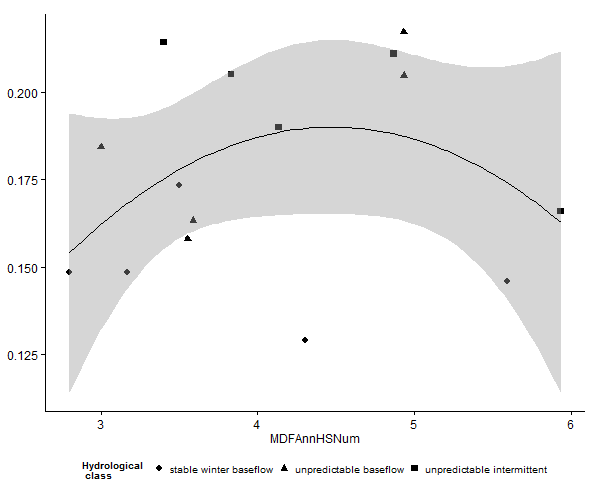 0.200
0.175
0.150
0.125
3 4 5 6
MDFAnnHSNum
Hydrological
class
stable winter baseflow unpredictable baseflow unpredictable intermittent